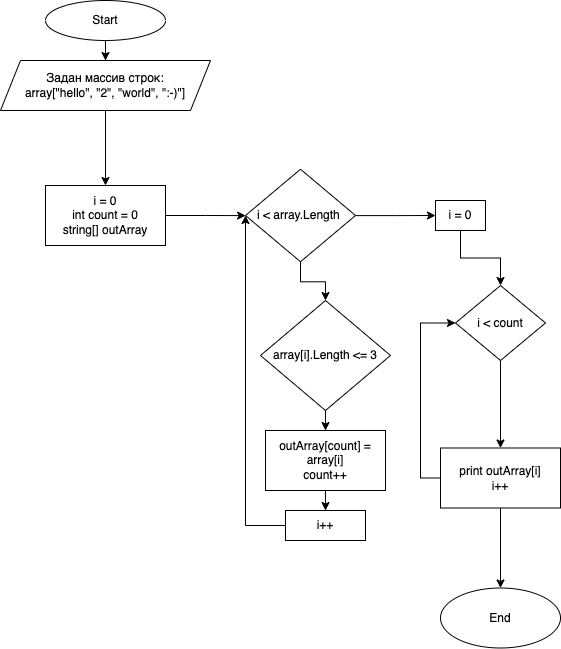 Start
Задан массив строк:
array["hello", "2", "world", ":-)"]
i = 0
int count = 0
string[] outArray
i < array.Length
i = 0
i < count
array[i].Length <= 3
outArray[count] =
array[i]
count++
print outArray[i]
i++
i++
End